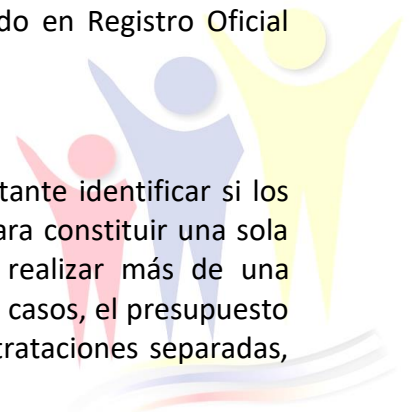 do en Registro Oficial
tante identificar si los
ara constituir una sola
realizar más de una
casos, el presupuesto
trataciones separadas,